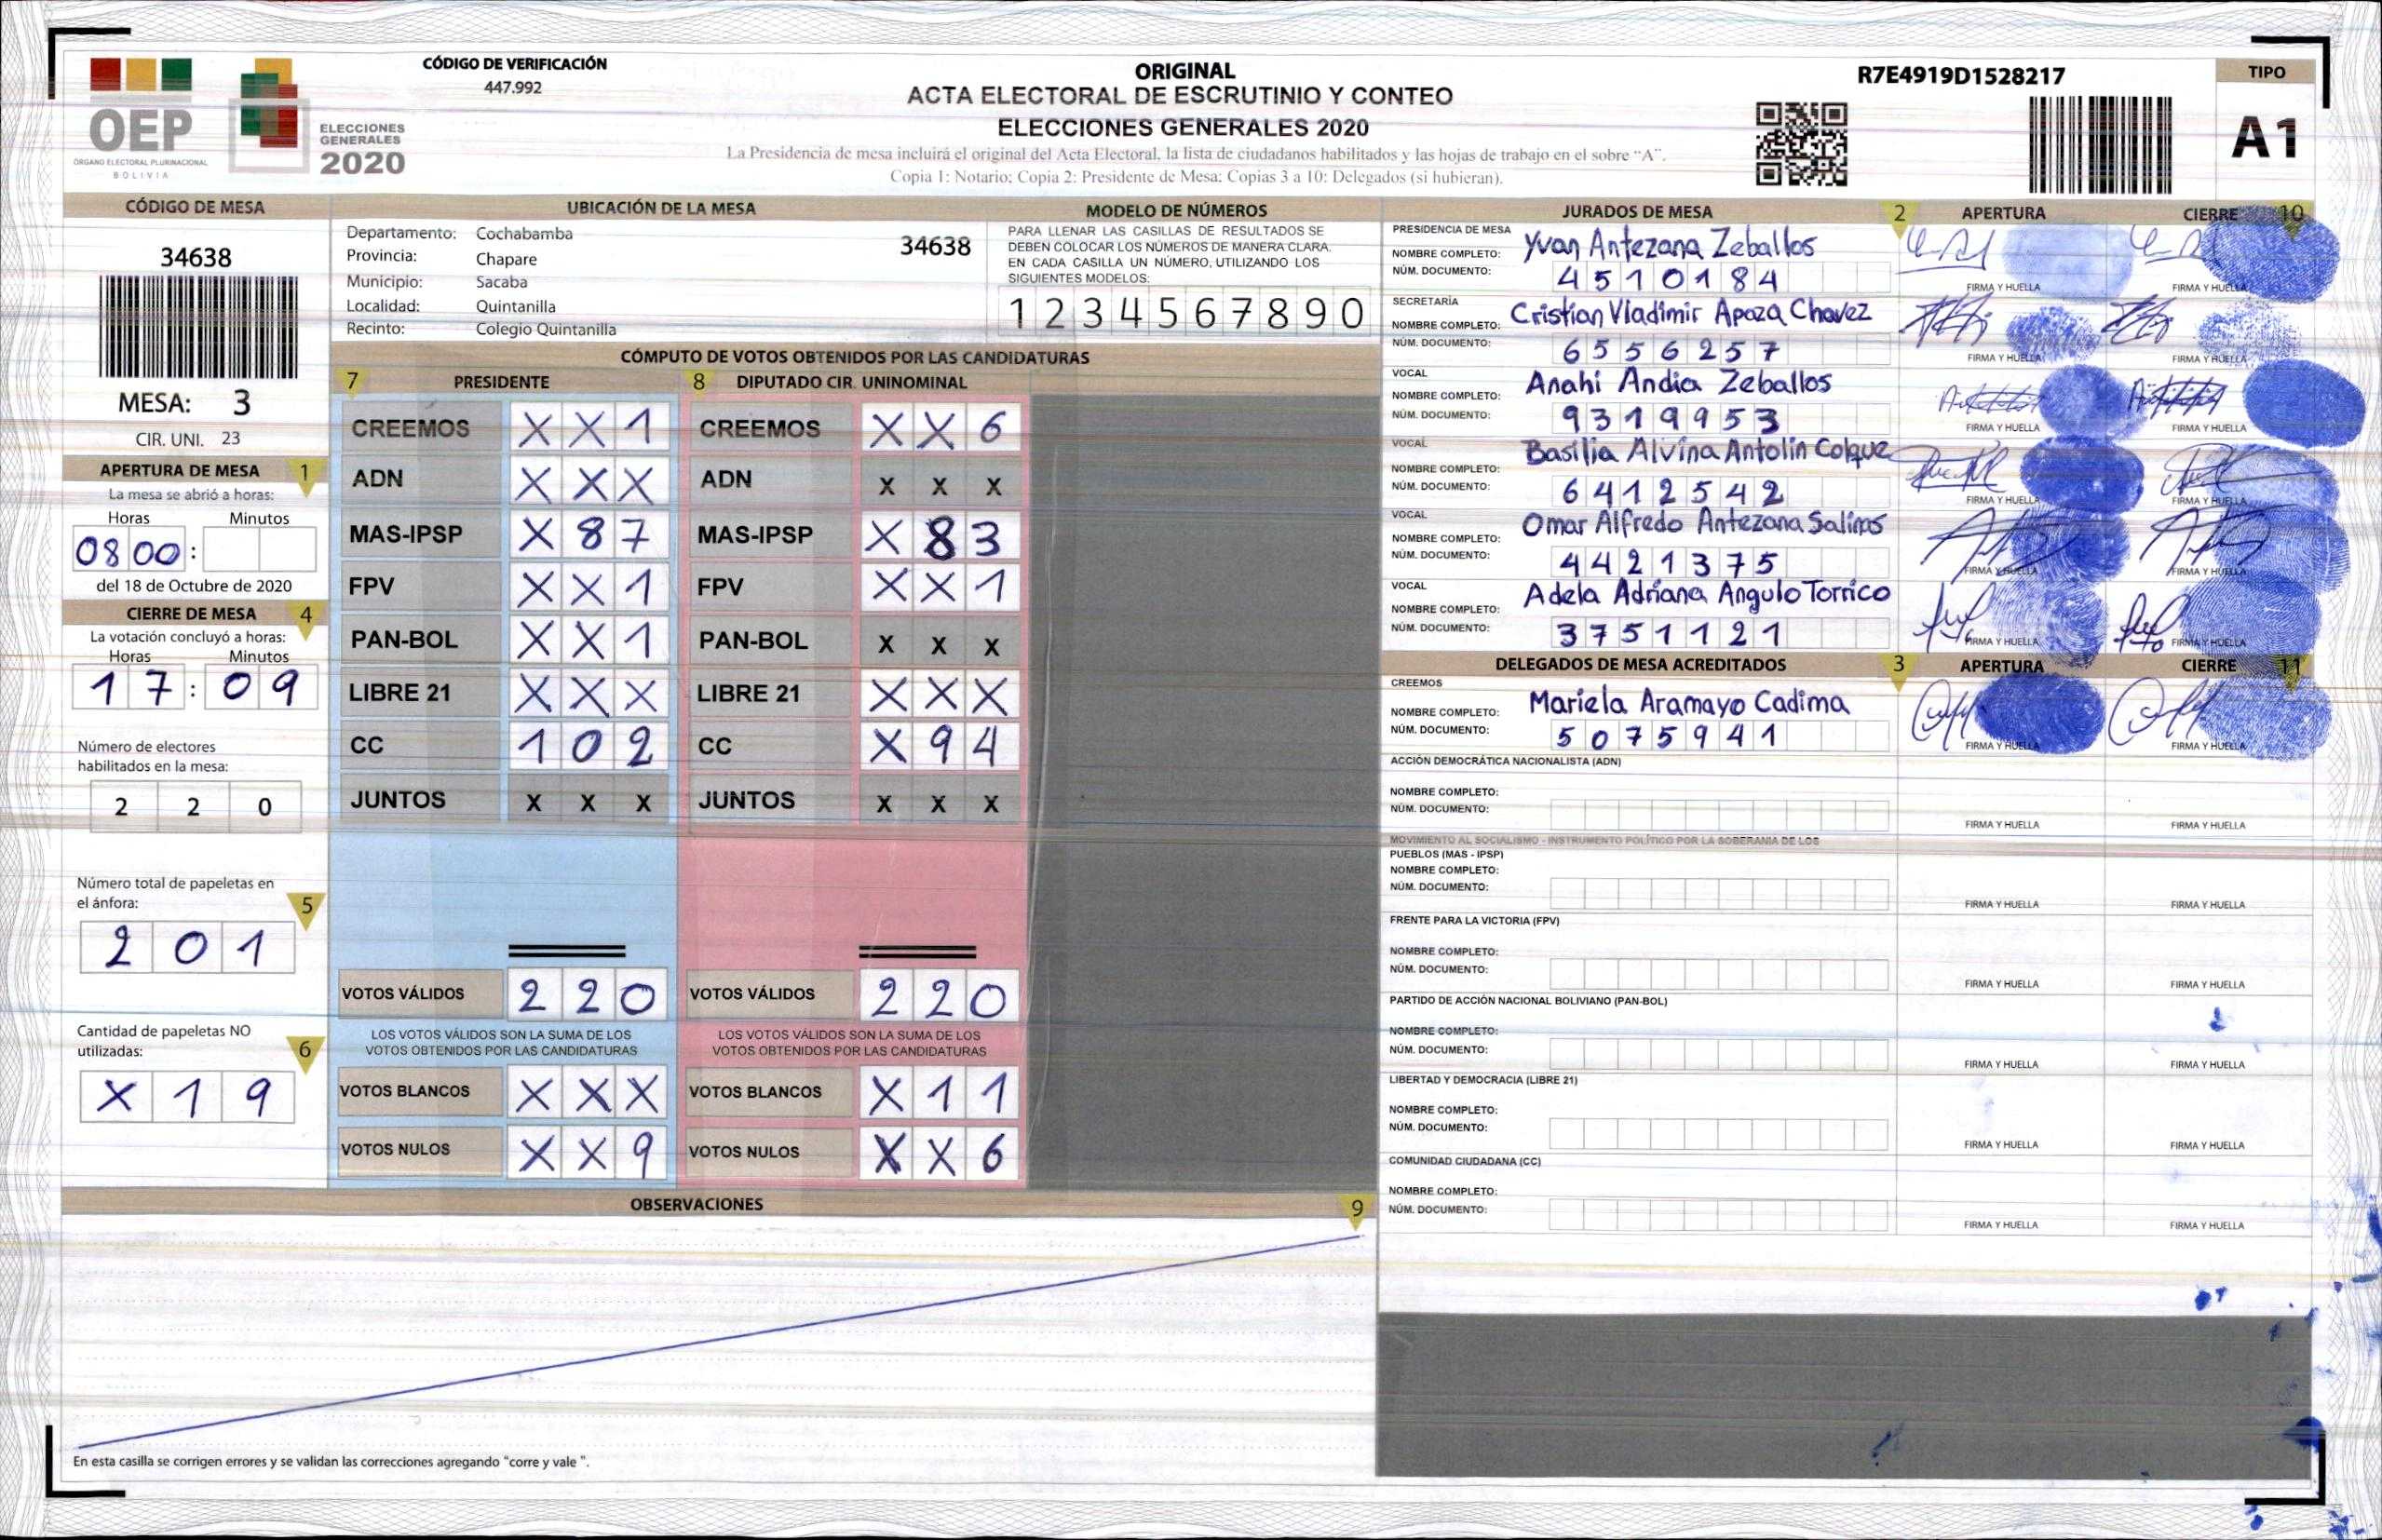 CÓDIGO DE VERIFICACIÓN
447.992
OEP
ÓRGANO ELECTORAL PLURINACIONAL
BOLIVIA
ELECCIONES
GENERALES
2020
ORIGINAL
ACTA ELECTORAL DE ESCRUTINIO Y CONTEO
ELECCIONES GENERALES 2020
La Presidencia de mesa incluirá el original del Acta Electoral, la lista de ciudadanos habilitados y las hojas de trabajo en el sobre “A”.
Copia 1: Notario; Copia 2: Presidente de Mesa; Copias 3 a 10: Delegados (si hubieran).
R7E4919D1528217
TIPO
A1
CÓDIGO DE MESA
34638
MESA: 3
CIR. UNI. 23
APERTURA DE MESA 1
La mesa se abrió a horas:
Horas Minutos
0800 :
del 18 de Octubre de 2020
CIERRE DE MESA 4
La votación concluyó a horas:
Horas Minutos
17 : 09
Número de electores
habilitados en la mesa:
2 2 0
Número total de papeletas en
el ánfora: 5
2 0 1
Cantidad de papeletas NO
utilizadas: 6
X 1 9
UBICACIÓN DE LA MESA
Departamento: Cochabamba
34638
Provincia: Chapare
Municipio: Sacaba
Localidad: Quintanilla
Recinto: Colegio Quintanilla
MODELO DE NÚMEROS
PARA LLENAR LAS CASILLAS DE RESULTADOS SE
DEBEN COLOCAR LOS NÚMEROS DE MANERA CLARA.
EN CADA CASILLA UN NÚMERO, UTILIZANDO LOS
SIGUIENTES MODELOS:
1 2 3 4 5 6 7 8 9 0
CÓMPUTO DE VOTOS OBTENIDOS POR LAS CANDIDATURAS
7 PRESIDENTE 8 DIPUTADO CIR. UNINOMINAL
CREEMOS X X 1 CREEMOS X X 6
ADN X X X ADN X X X
MAS-IPSP X 8 7 MAS-IPSP X 8 3
FPV X X 1 FPV X X 1
PAN-BOL X X 1 PAN-BOL X X X
LIBRE 21 X X X LIBRE 21 X X X
CC 1 0 2 CC X 9 4
JUNTOS X X X JUNTOS X X X
VOTOS VÁLIDOS 2 2 0 VOTOS VÁLIDOS 2 2 0
LOS VOTOS VÁLIDOS SON LA SUMA DE LOS LOS VOTOS VÁLIDOS SON LA SUMA DE LOS
VOTOS OBTENIDOS POR LAS CANDIDATURAS VOTOS OBTENIDOS POR LAS CANDIDATURAS
VOTOS BLANCOS X X X VOTOS BLANCOS X 1 1
VOTOS NULOS X X 9 VOTOS NULOS X X 6
OBSERVACIONES 9
En esta casilla se corrigen errores y se validan las correcciones agregando “corre y vale ”.
JURADOS DE MESA 2 APERTURA CIERRE 10
PRESIDENCIA DE MESA
NOMBRE COMPLETO: Yvan Antezana Zeballos
NÚM. DOCUMENTO: 4510184
FIRMA Y HUELLA FIRMA Y HUELLA
SECRETARÍA
NOMBRE COMPLETO: Cristian Vladimir Apaza Chavez
NÚM. DOCUMENTO: 6556257
FIRMA Y HUELLA FIRMA Y HUELLA
VOCAL
NOMBRE COMPLETO: Anahi Andia Zeballos
NÚM. DOCUMENTO: 9319953
FIRMA Y HUELLA FIRMA Y HUELLA
VOCAL
NOMBRE COMPLETO: Basilia Alvina Antolin Colque
NÚM. DOCUMENTO: 6412542
FIRMA Y HUELLA FIRMA Y HUELLA
VOCAL
NOMBRE COMPLETO: Omar Alfredo Antezana Salinas
NÚM. DOCUMENTO: 4421375
FIRMA Y HUELLA FIRMA Y HUELLA
VOCAL
NOMBRE COMPLETO: Adela Adriana Angulo Torrico
NÚM. DOCUMENTO: 3751121
FIRMA Y HUELLA FIRMA Y HUELLA
DELEGADOS DE MESA ACREDITADOS 3 APERTURA CIERRE 11
CREEMOS
NOMBRE COMPLETO: Mariela Aramayo Cadima
NÚM. DOCUMENTO: 5075941
FIRMA Y HUELLA FIRMA Y HUELLA
ACCIÓN DEMOCRÁTICA NACIONALISTA (ADN)
NOMBRE COMPLETO:
NÚM. DOCUMENTO:
FIRMA Y HUELLA FIRMA Y HUELLA
MOVIMIENTO AL SOCIALISMO - INSTRUMENTO POLÍTICO POR LA SOBERANIA DE LOS
PUEBLOS (MAS - IPSP)
NOMBRE COMPLETO:
NÚM. DOCUMENTO:
FIRMA Y HUELLA FIRMA Y HUELLA
FRENTE PARA LA VICTORIA (FPV)
NOMBRE COMPLETO:
NÚM. DOCUMENTO:
FIRMA Y HUELLA FIRMA Y HUELLA
PARTIDO DE ACCIÓN NACIONAL BOLIVIANO (PAN-BOL)
NOMBRE COMPLETO:
NÚM. DOCUMENTO:
FIRMA Y HUELLA FIRMA Y HUELLA
LIBERTAD Y DEMOCRACIA (LIBRE 21)
NOMBRE COMPLETO:
NÚM. DOCUMENTO:
FIRMA Y HUELLA FIRMA Y HUELLA
COMUNIDAD CIUDADANA (CC)
NOMBRE COMPLETO:
NÚM. DOCUMENTO:
FIRMA Y HUELLA FIRMA Y HUELLA